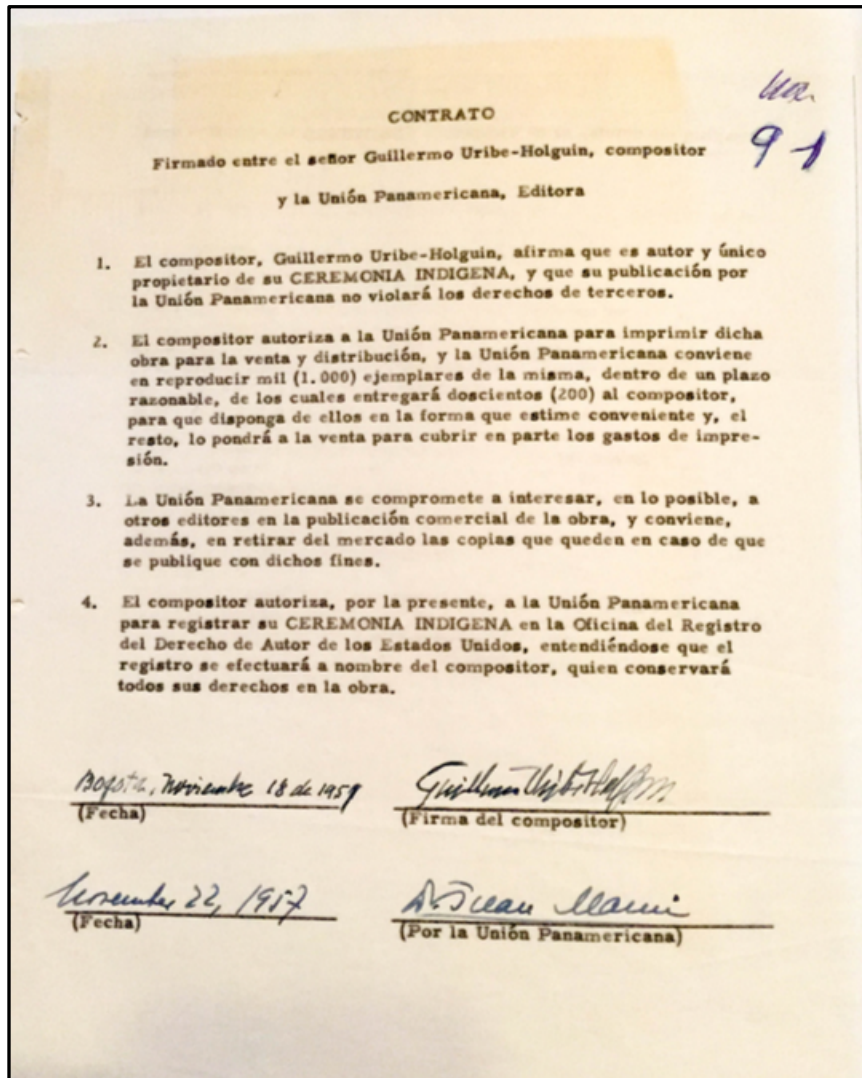 CONTRATO
9-1
Firmado entre el señor Guillermo Uribe-Holguin, compositor
y la Unión Panamericana, Editora
1. El compositor, Guillermo Uribe-Holguin, afirma que es autor y único
propietario de su CEREMONIA INDIGENA, y que su publicación por
la Unión Panamericana no violará los derechos de terceros.
2. El compositor autoriza a la Unión Panamericana para imprimir dicha
obra para la venta y distribución, y la Unión Panamericana conviene
en reproducir mil (1.000) ejemplares de la misma, dentro de un plazo
razonable, de los cuales entregará doscientos (200) al compositor,
para que disponga de ellos en la forma que estime conveniente y, el
resto, lo pondrá a la venta para cubrir en parte los gastos de impre-
sión.
3. La Unión Panamericana se compromete a interesar, en lo posible, a
otros editores en la publicación comercial de la obra, y conviene,
además, en retirar del mercado las copias que queden en caso de que
se publique con dichos fines.
4. El compositor autoriza, por la presente, a la Unión Panamericana
para registrar su CEREMONIA INDIGENA en la Oficina del Registro
del Derecho de Autor de los Estados Unidos, entendiéndose que el
registro se efectuará a nombre del compositor, quien conservará
todos sus derechos en la obra.
Bogotá, Noviembre 18 de 1957 Guillermo Uribe Holguin
(Fecha) (Firma del compositor)
November 22, 1957 Juan
(Fecha) (Por la Unión Panamericana)